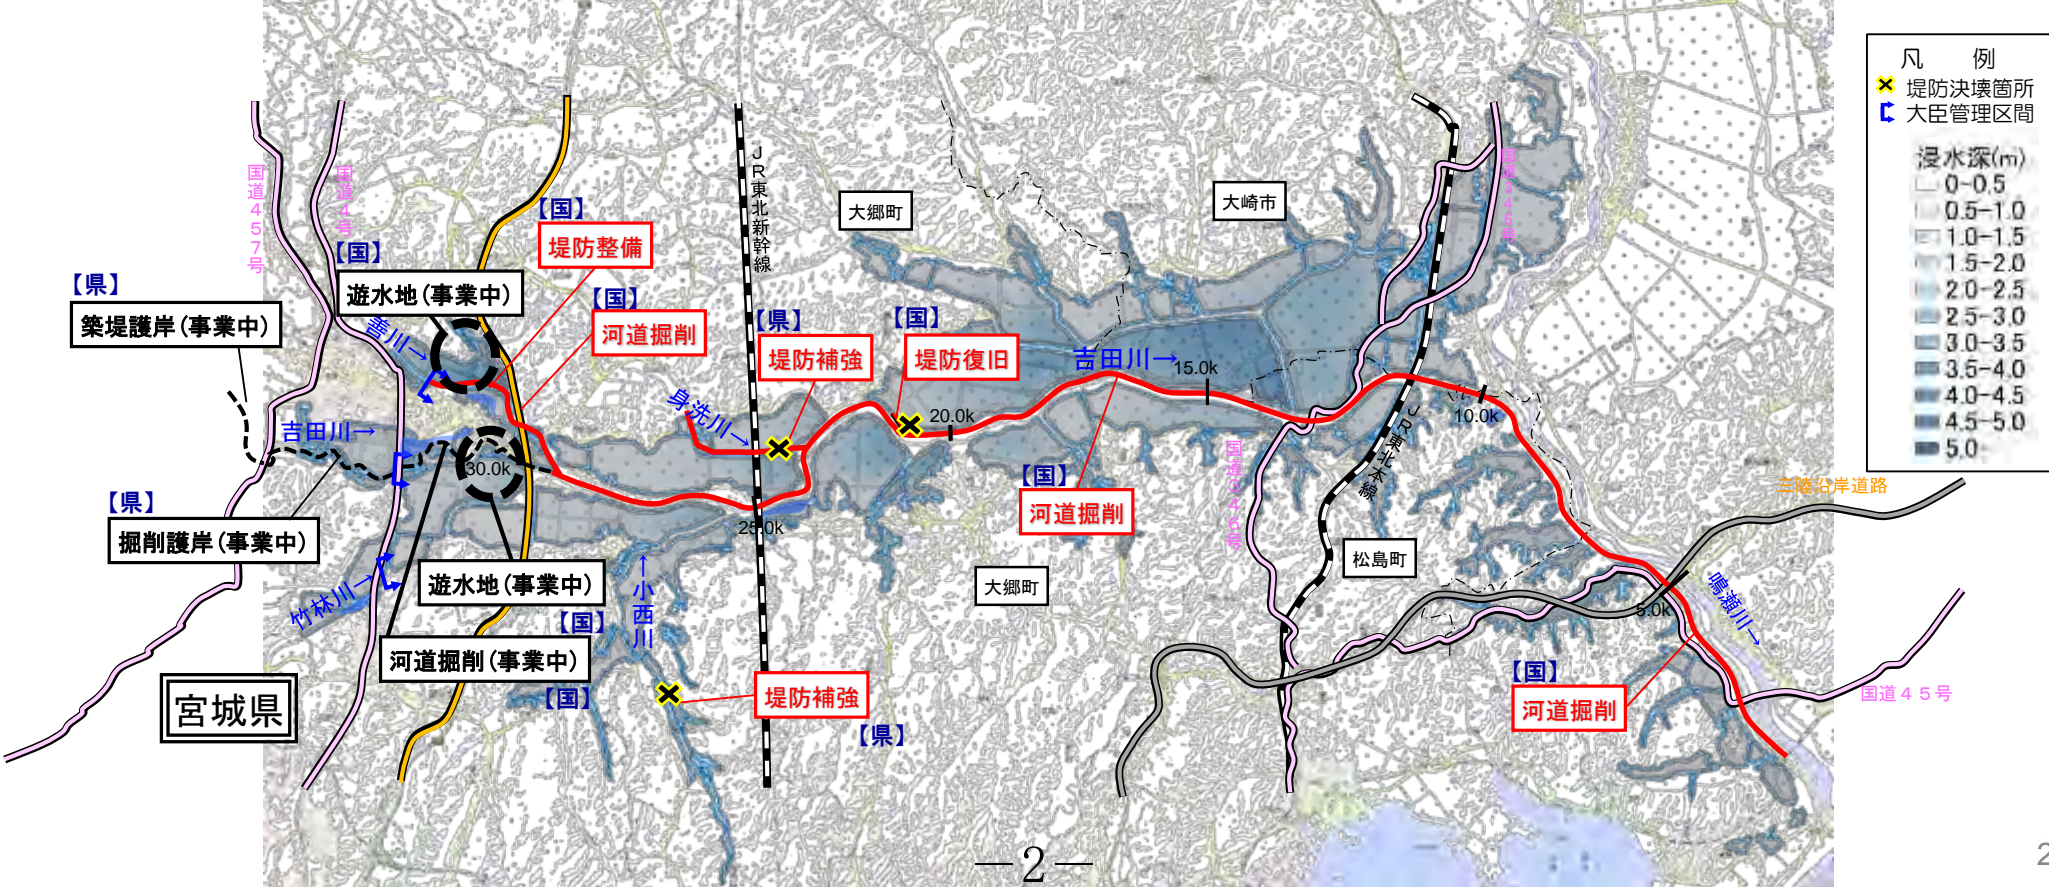 凡　例
堤防決壊箇所
大臣管理区間
浸水深(m)
0-0.5
0.5-1.0
1.0-1.5
1.5-2.0
2.0-2.5
2.5-3.0
3.0-3.5
3.5-4.0
4.0-4.5
4.5-5.0
5.0
国道457号
国道4号
JR東北新幹線
大郷町
大崎市
国道346号
【国】
堤防整備
【国】
遊水地(事業中)
【県】
築堤護岸(事業中)
善川→
【国】
河道掘削
【県】
堤防補強
【国】
堤防復旧
吉田川→
15.0k
身洗川→
20.0k
10.0k
JR東北本線
吉田川→
30.0k
国道346号
【国】
河道掘削
三陸沿岸道路
【県】
掘削護岸(事業中)
25.0k
松島町
竹林川→
遊水地(事業中)
【国】
←小西川
大郷町
鳴瀬川→
5.0k
河道掘削(事業中)
【国】
堤防補強
【県】
【国】
河道掘削
国道45号
宮城県
―2―
2